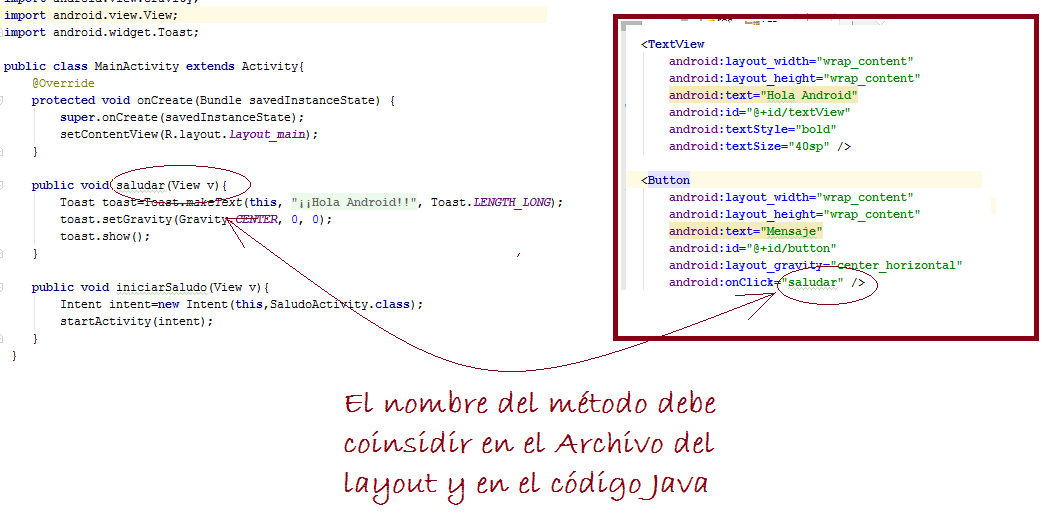 import android.view.Gravity;
import android.view.View;
import android.widget.Toast;
public class MainActivity extends Activity{
@Override
protected void onCreate(Bundle savedInstanceState) {
super.onCreate(savedInstanceState);
setContentView(R.layout.layout_main);
}
public void saludar(View v){
Toast toast=Toast.makeText(this, "¡¡Hola Android!!", Toast.LENGTH_LONG);
toast.setGravity(Gravity.CENTER, 0, 0);
toast.show();
}
public void iniciarSaludo(View v){
Intent intent=new Intent(this,SaludoActivity.class);
startActivity(intent);
}
}
<TextView
android:layout_width="wrap_content"
android:layout_height="wrap_content"
android:text="Hola Android"
android:id="@+id/textView"
android:textStyle="bold"
android:textSize="40sp" />
<Button
android:layout_width="wrap_content"
android:layout_height="wrap_content"
android:text="Mensaje"
android:id="@+id/button"
android:layout_gravity="center_horizontal"
android:onClick="saludar" />
El nombre del método debe
coinsidir en el Archivo del
layout y en el código Java